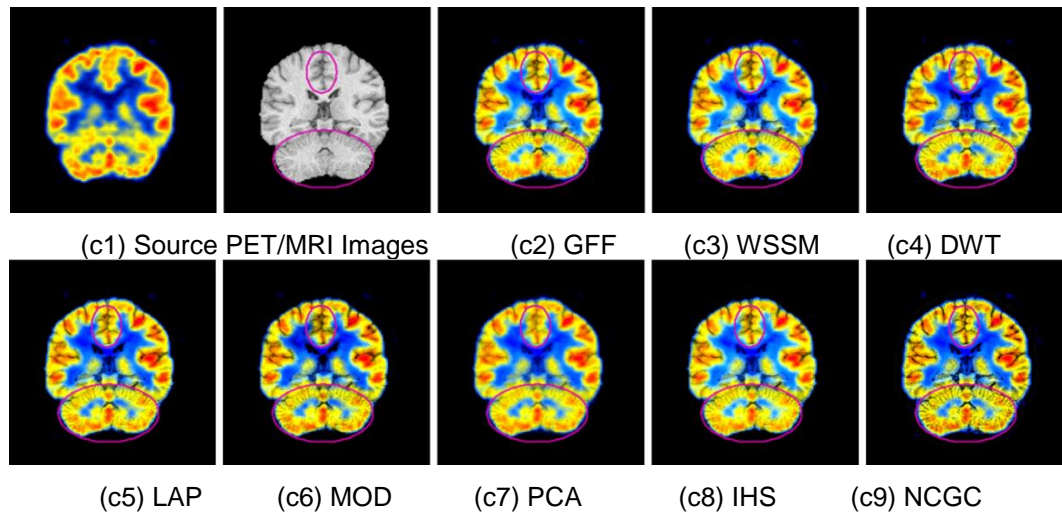 (c1) Source PET/MRI Images (c2) GFF (c3) WSSM (c4) DWT
(c5) LAP (c6) MOD (c7) PCA (c8) IHS (c9) NCGC